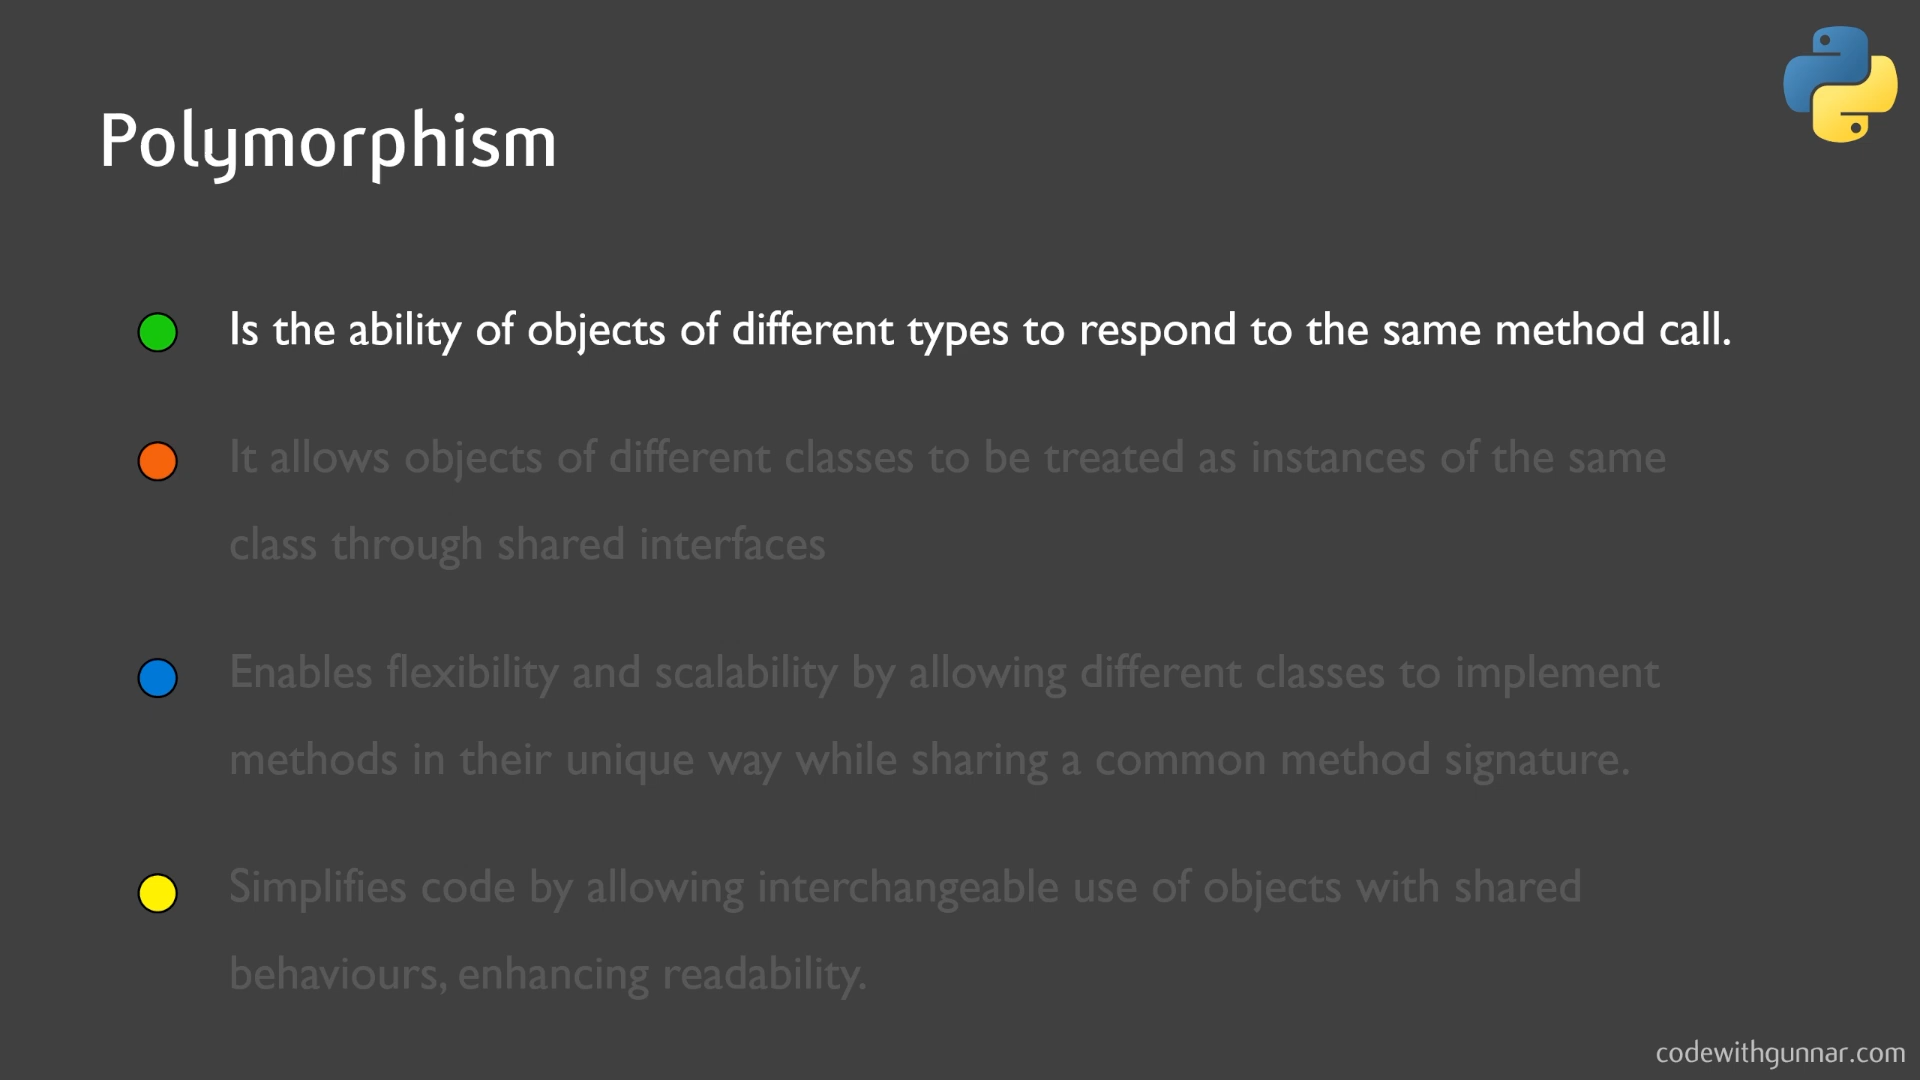 Polymorphism
Is the ability of objects of different types to respond to the same method call.
It allows objects of different classes to be treated as instances of the same
class through shared interfaces
Enables flexibility and scalability by allowing different classes to implement
methods in their unique way while sharing a common method signature.
Simplifies code by allowing interchangeable use of objects with shared
behaviours, enhancing readability.
codewithgunnar.com